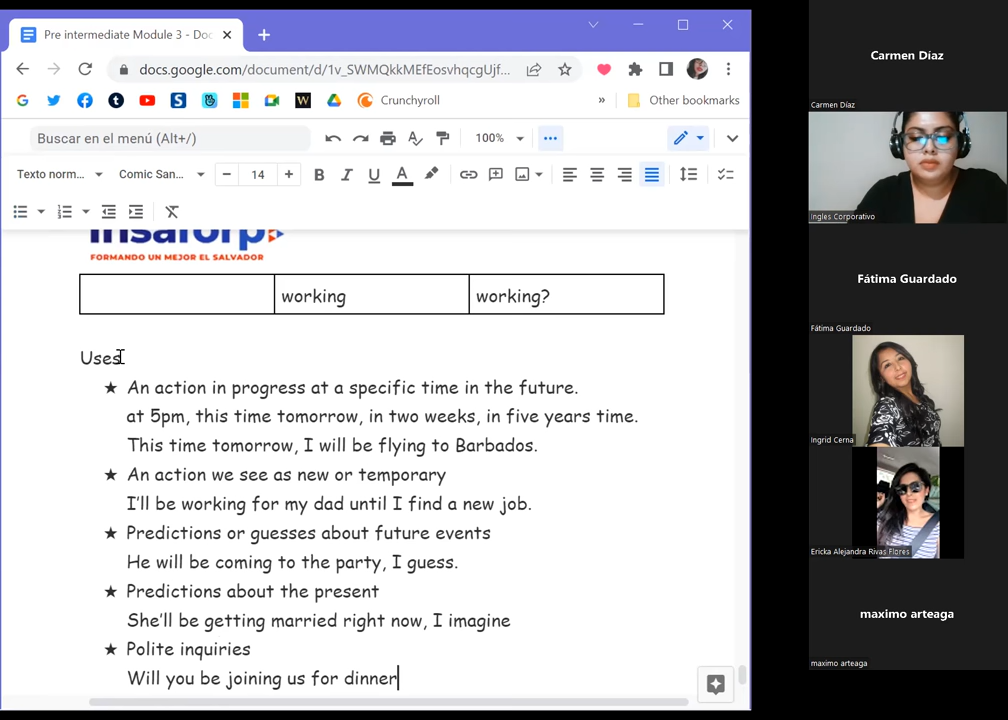 Pre intermediate Module 3 - Doc
docs.google.com/document/d/1v_SWMQkkMEfEosvhqcgUjf...
Crunchyroll
»
Other bookmarks
Buscar en el menú (Alt+/)
100%
Texto norm...
Comic San...
14
insaforp
FORMANDO UN MEJOR EL SALVADOR
working
working?
Uses
★ An action in progress at a specific time in the future.
at 5pm, this time tomorrow, in two weeks, in five years time.
This time tomorrow, I will be flying to Barbados.
★ An action we see as new or temporary
I'll be working for my dad until I find a new job.
★ Predictions or guesses about future events
He will be coming to the party, I guess.
★ Predictions about the present
She'll be getting married right now, I imagine
★ Polite inquiries
Will you be joining us for dinner
Carmen Díaz
Carmen Díaz
Ingles Corporativo
Fátima Guardado
Fátima Guardado
Ingrid Cerna
Ericka Alejandra Rivas Flores
maximo arteaga
maximo arteaga